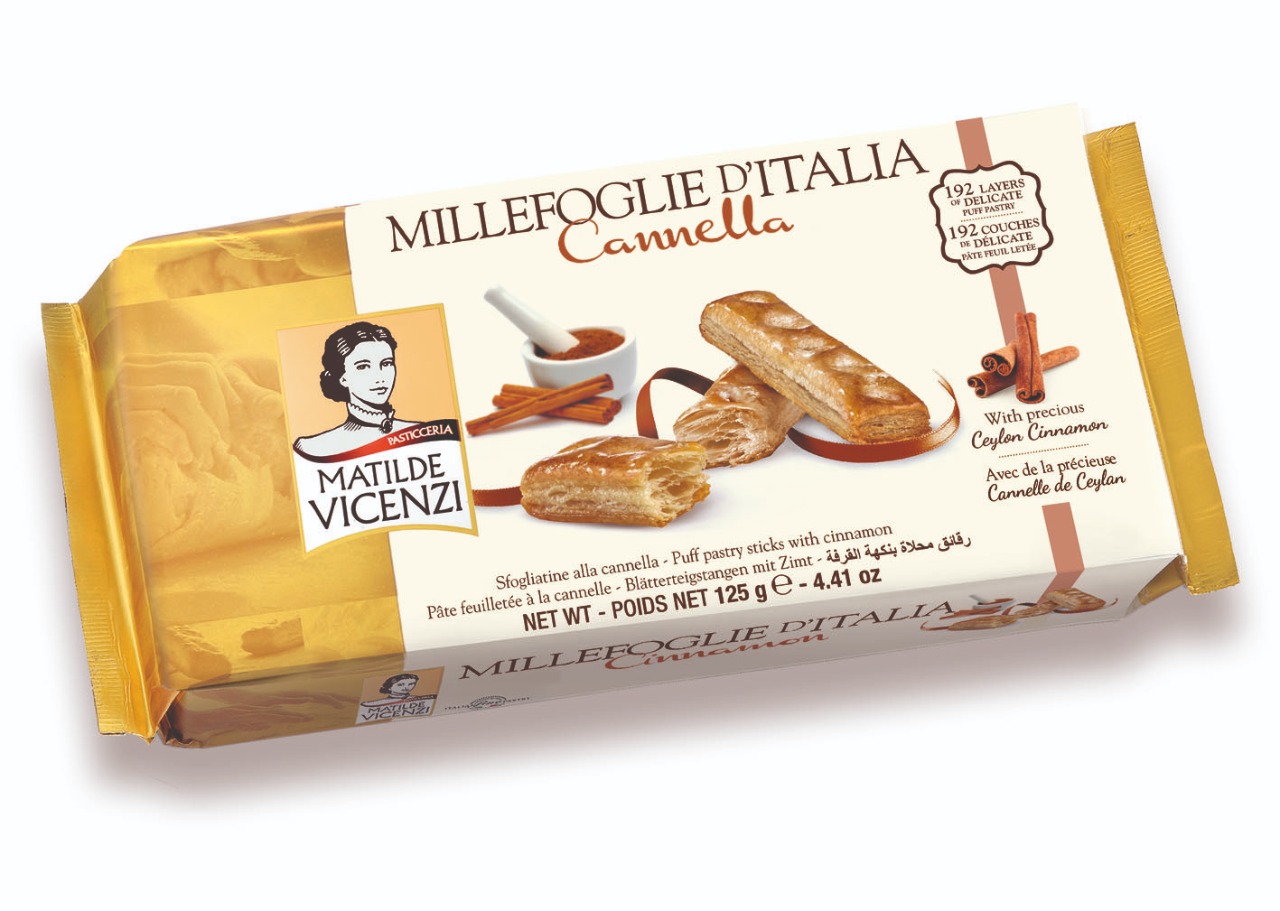 MILLEFOGLIE D'ITALIA
Cannella
192 LAYERS
OF DELICATE
PUFF PASTRY
192 COUCHES
DE DÉLICATE
PÂTE FEUIL LETÉE
PASTICCERIA
MATILDE
VICENZI
With precious
Ceylon Cinnamon
Avec de la précieuse
Cannelle de Ceylan
Sfogliatine alla cannella - Puff pastry sticks with cinnamon
Pâte feuilletée à la cannelle - Blätterteigstangen mit Zimt - رقائق محلاة بنكهة القرفة
NET WT - POIDS NET 125 g e - 4.41 OZ
MILLEFOGLIE D'ITALIA
Cinnamon
MATILDE
VICENZI